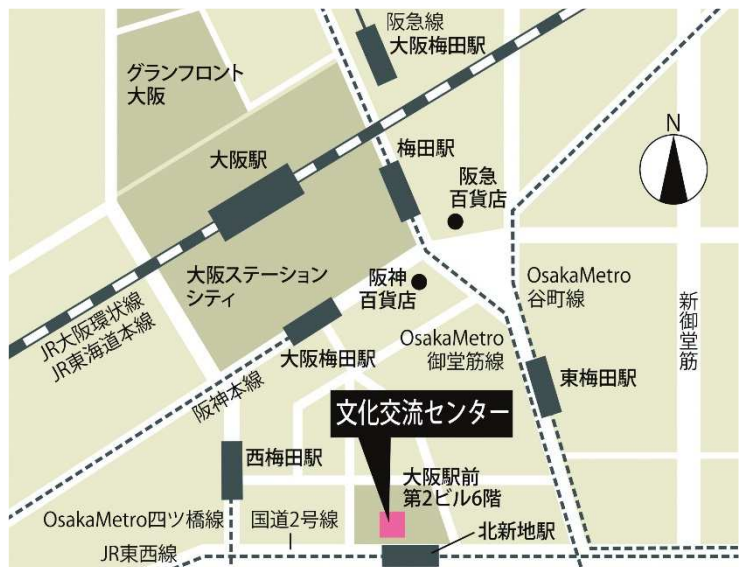 阪急線
大阪梅田駅
グランフロント
大阪
N
大阪駅
梅田駅
阪急
百貨店
大阪ステーション
シティ
阪神
百貨店
OsakaMetro
谷町線
新御堂筋
JR大阪環状線
JR東海道本線
大阪梅田駅
OsakaMetro
御堂筋線
阪神本線
東梅田駅
文化交流センター
西梅田駅
大阪駅前
第2ビル6階
OsakaMetro四ツ橋線
国道2号線
北新地駅
JR東西線